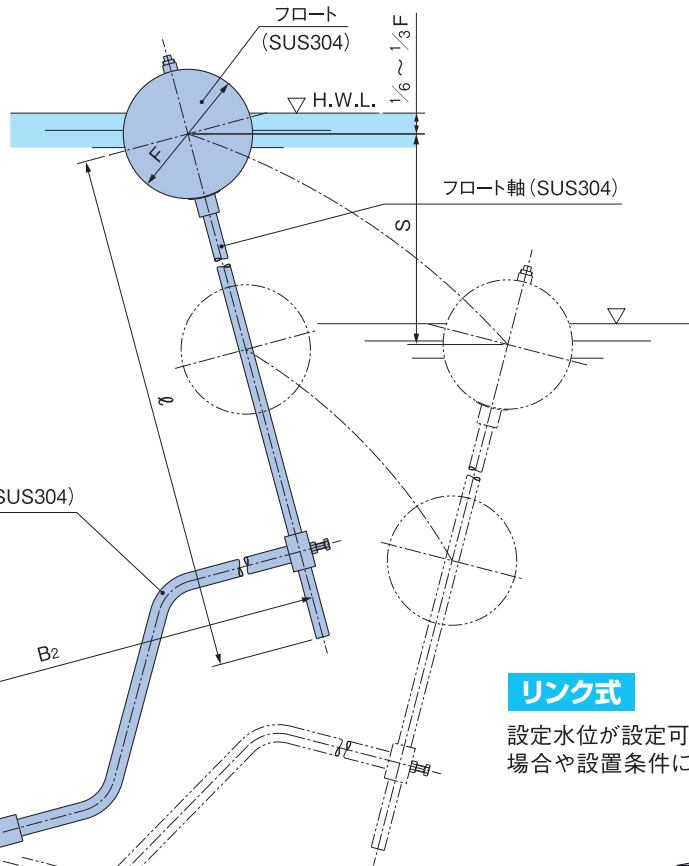 フロート
(SUS304)
1/6 ～ 1/3 F
H.W.L.
F
フロート軸(SUS304)
S
ℓ
SUS304)
B2
リンク式
設定水位が設定可
場合や設置条件に